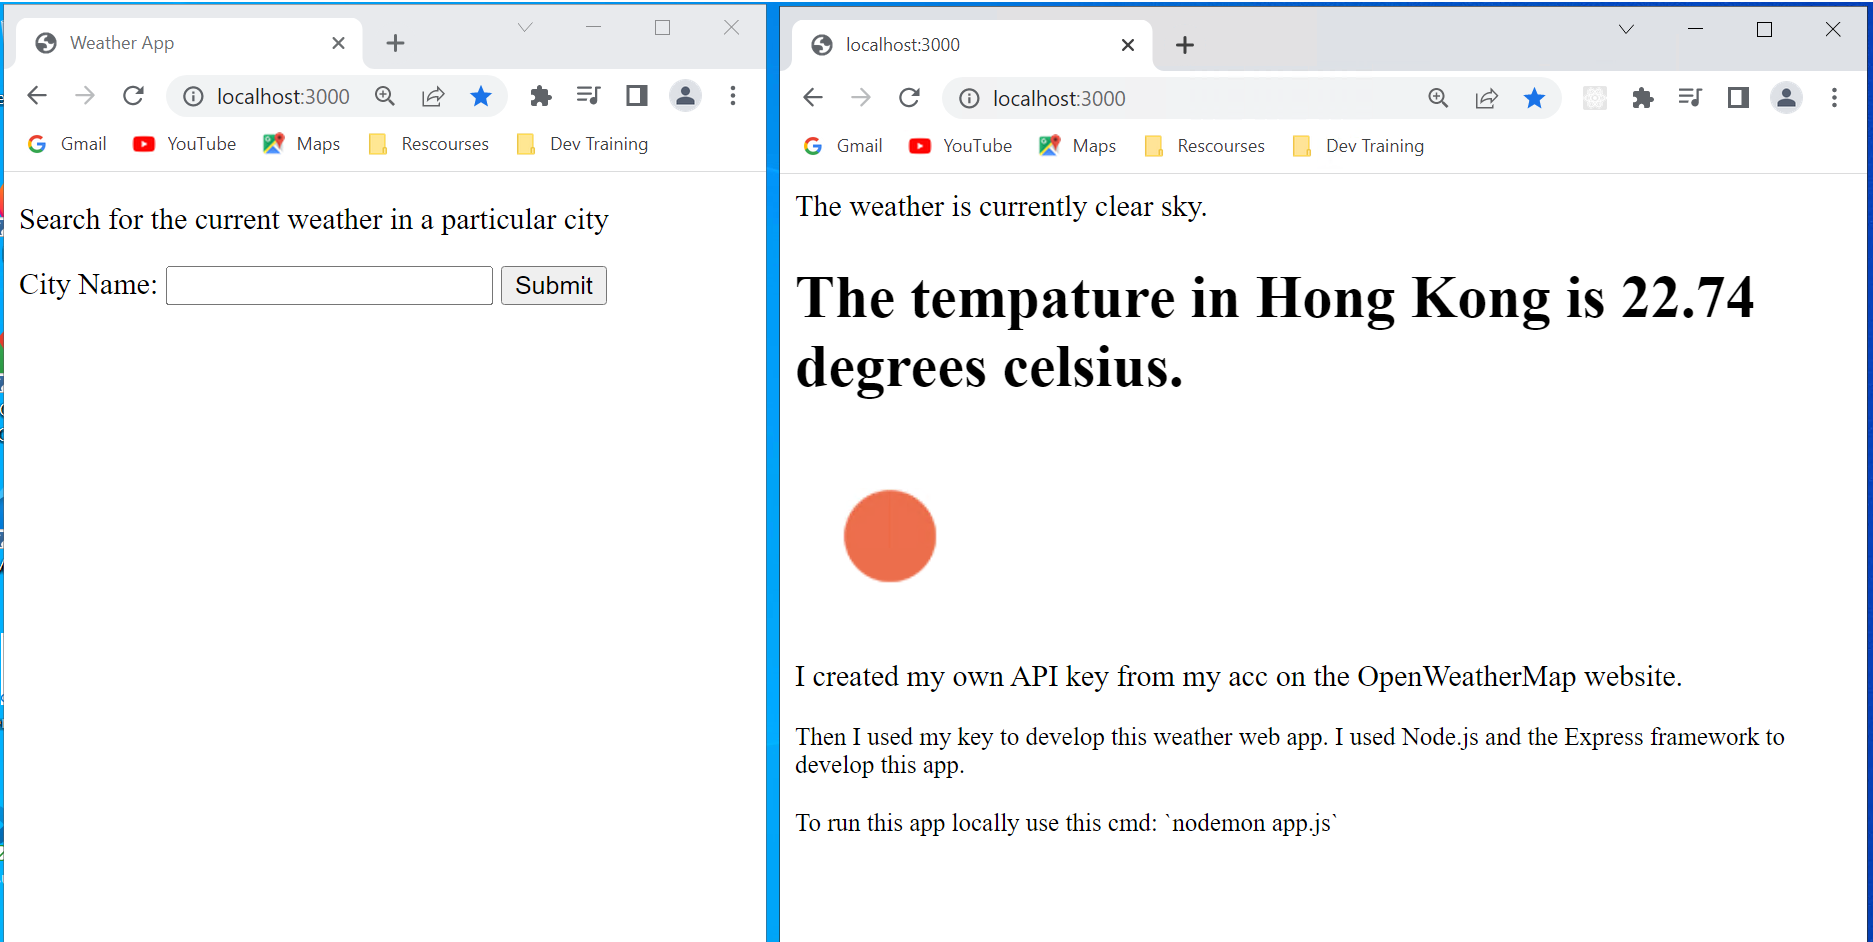 Weather App
localhost:3000
Gmail YouTube Maps Rescourses Dev Training
Search for the current weather in a particular city
City Name: Submit
localhost:3000
localhost:3000
Gmail YouTube Maps Rescourses Dev Training
The weather is currently clear sky.
The tempature in Hong Kong is 22.74
degrees celsius.
I created my own API key from my acc on the OpenWeatherMap website.
Then I used my key to develop this weather web app. I used Node.js and the Express framework to
develop this app.
To run this app locally use this cmd: `nodemon app.js`